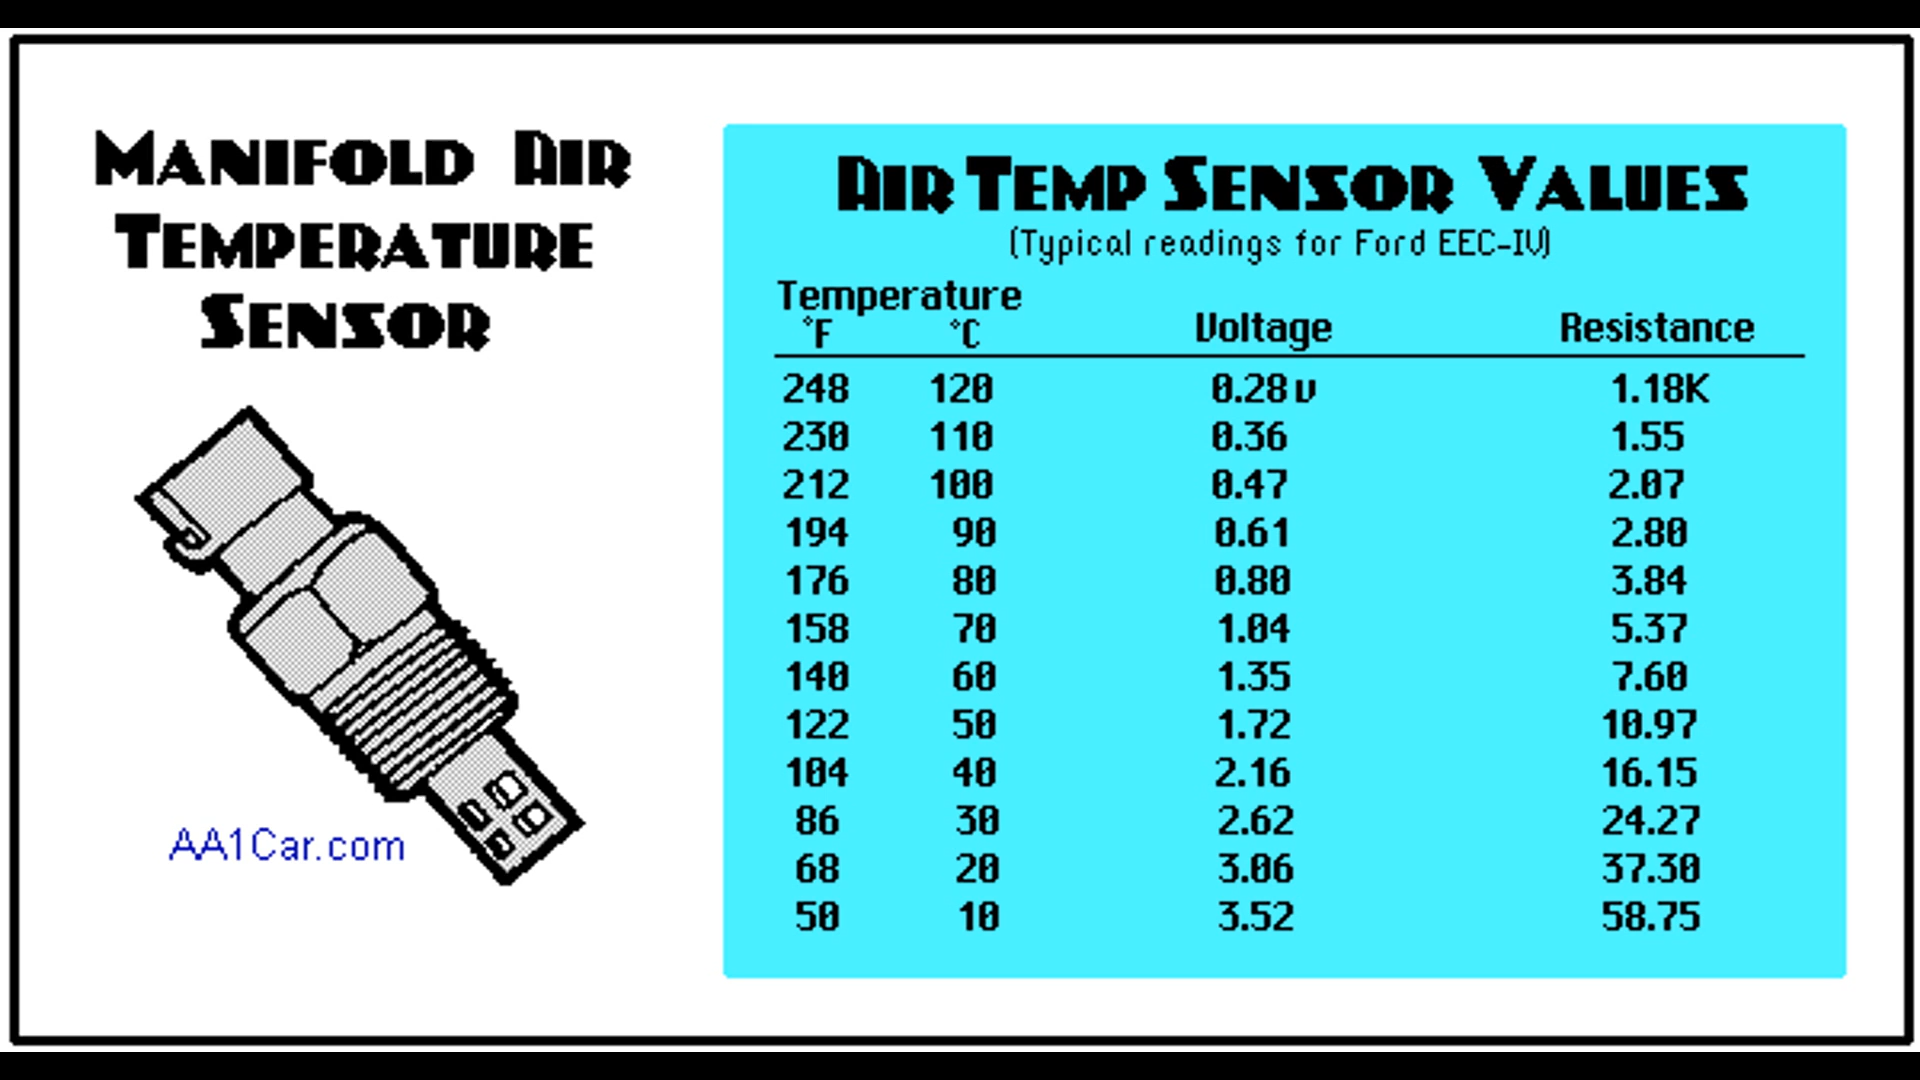 MANIFOLD AIR
TEMPERATURE
SENSOR
AA1Car.com
AIR TEMP SENSOR VALUES
(Typical readings for Ford EEC-IV)
Temperature
°F °C Voltage Resistance
248 120 0.28 v 1.18K
230 110 0.36 1.55
212 100 0.47 2.07
194 90 0.61 2.80
176 80 0.80 3.84
158 70 1.04 5.37
140 60 1.35 7.60
122 50 1.72 10.97
104 40 2.16 16.15
86 30 2.62 24.27
68 20 3.06 37.30
50 10 3.52 58.75